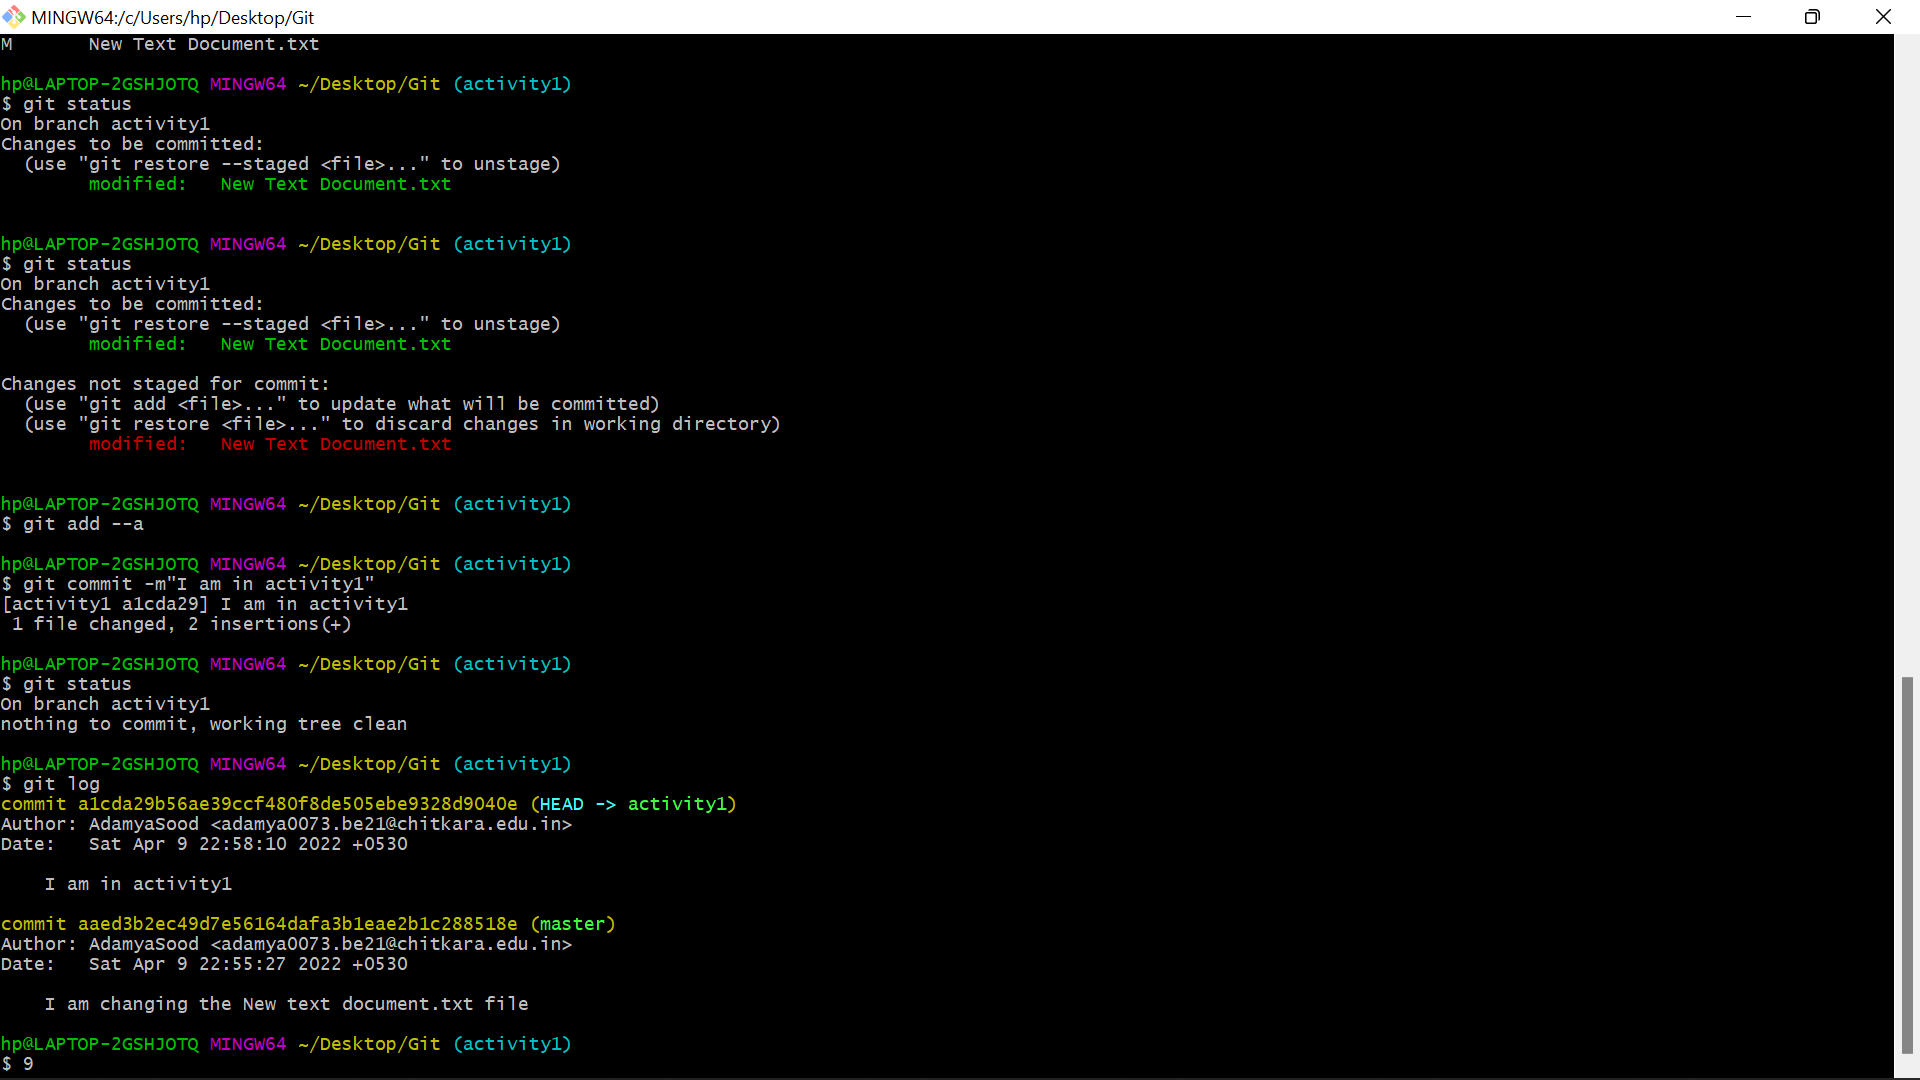 MINGW64:/c/Users/hp/Desktop/Git
M       New Text Document.txt
hp@LAPTOP-2GSHJOTQ MINGW64 ~/Desktop/Git (activity1)
$ git status
On branch activity1
Changes to be committed:
  (use "git restore --staged <file>..." to unstage)
        modified:   New Text Document.txt
hp@LAPTOP-2GSHJOTQ MINGW64 ~/Desktop/Git (activity1)
$ git status
On branch activity1
Changes to be committed:
  (use "git restore --staged <file>..." to unstage)
        modified:   New Text Document.txt
Changes not staged for commit:
  (use "git add <file>..." to update what will be committed)
  (use "git restore <file>..." to discard changes in working directory)
        modified:   New Text Document.txt
hp@LAPTOP-2GSHJOTQ MINGW64 ~/Desktop/Git (activity1)
$ git add --a
hp@LAPTOP-2GSHJOTQ MINGW64 ~/Desktop/Git (activity1)
$ git commit -m"I am in activity1"
[activity1 a1cda29] I am in activity1
 1 file changed, 2 insertions(+)
hp@LAPTOP-2GSHJOTQ MINGW64 ~/Desktop/Git (activity1)
$ git status
On branch activity1
nothing to commit, working tree clean
hp@LAPTOP-2GSHJOTQ MINGW64 ~/Desktop/Git (activity1)
$ git log
commit a1cda29b56ae39ccf480f8de505ebe9328d9040e (HEAD -> activity1)
Author: AdamyaSood <adamya0073.be21@chitkara.edu.in>
Date:   Sat Apr 9 22:58:10 2022 +0530
    I am in activity1
commit aaed3b2ec49d7e56164dafa3b1eae2b1c288518e (master)
Author: AdamyaSood <adamya0073.be21@chitkara.edu.in>
Date:   Sat Apr 9 22:55:27 2022 +0530
    I am changing the New text document.txt file
hp@LAPTOP-2GSHJOTQ MINGW64 ~/Desktop/Git (activity1)
$ 9